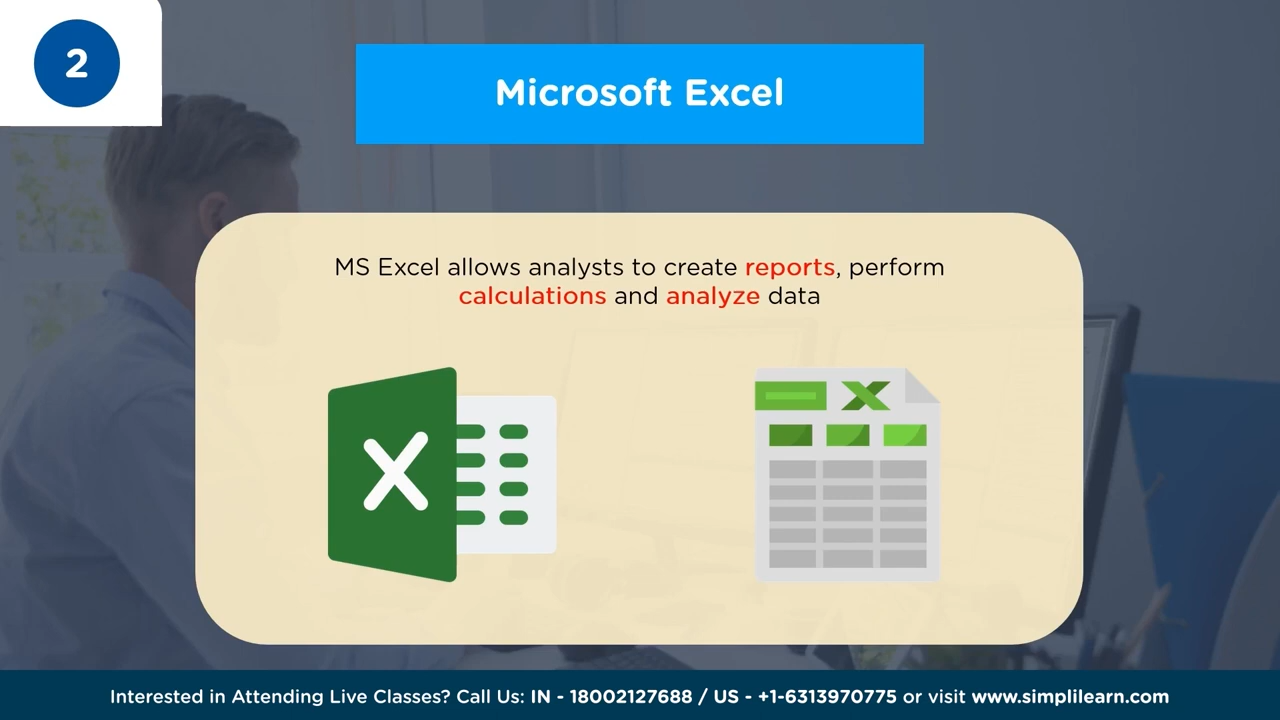 2
Microsoft Excel
MS Excel allows analysts to create reports, perform
calculations and analyze data
Interested in Attending Live Classes? Call Us: IN - 18002127688 / US - +1-6313970775 or visit www.simplilearn.com